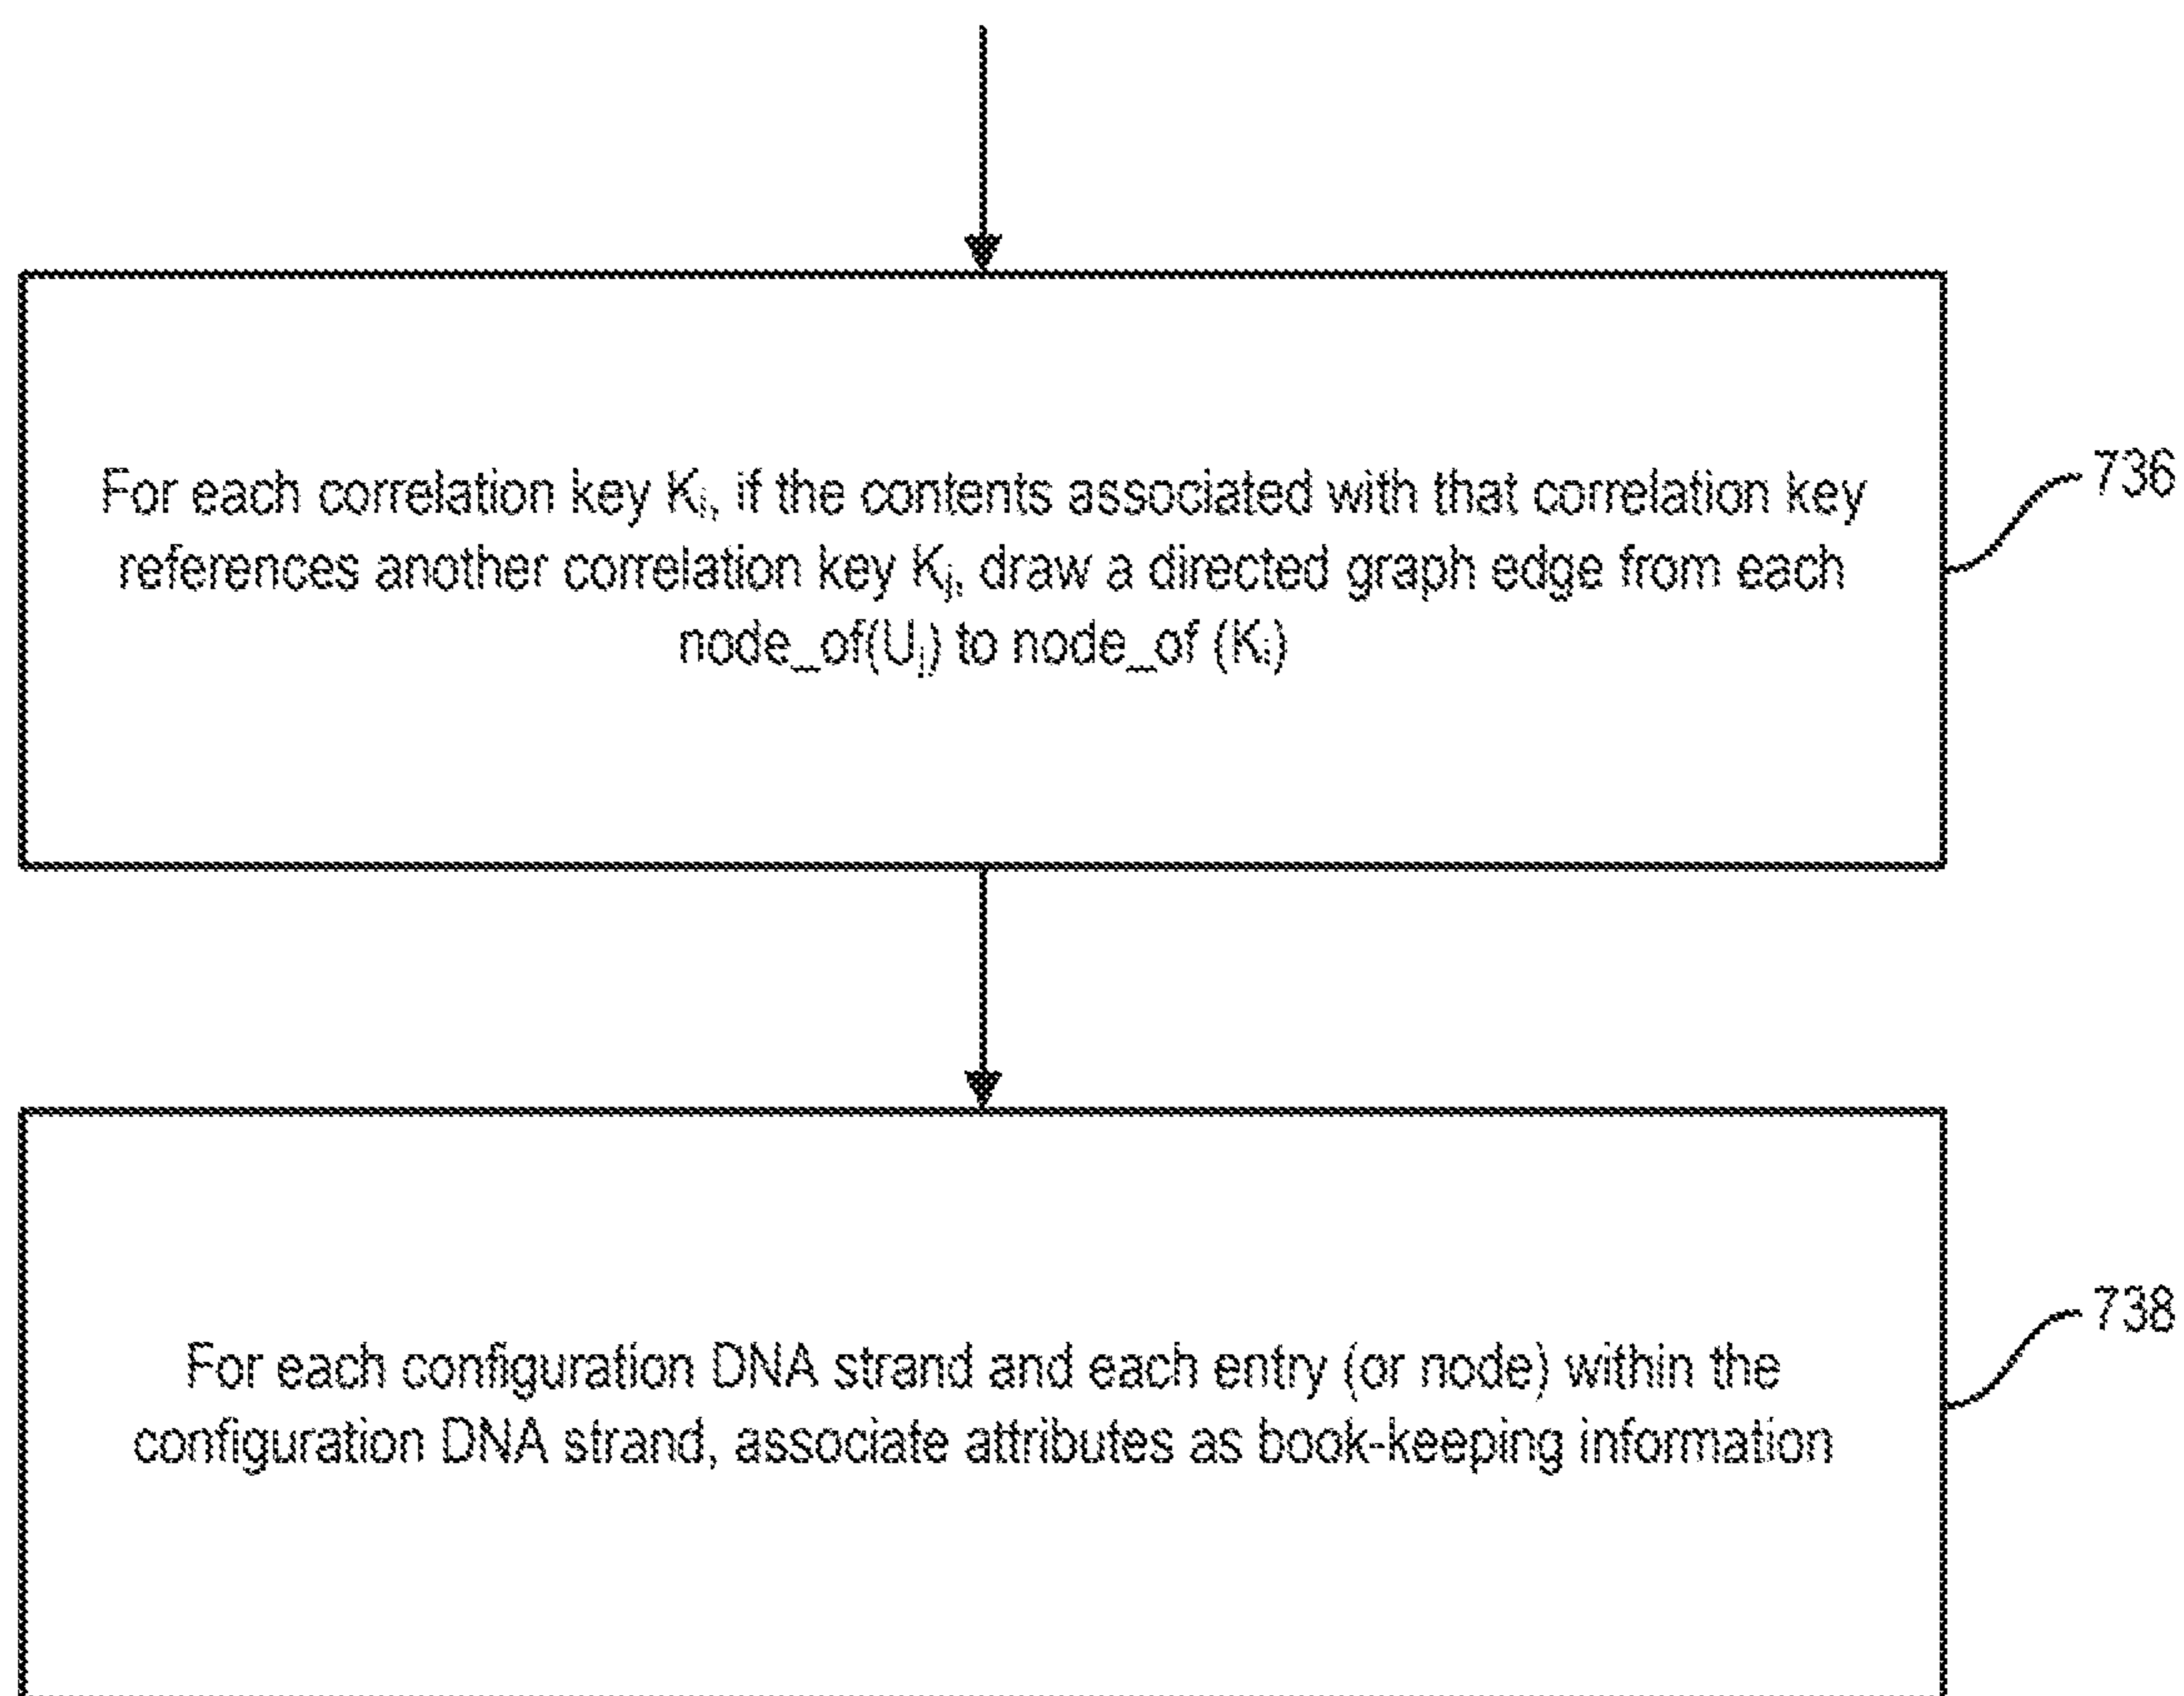 For each correlation key Kᵢ, if the contents associated with that correlation key
references another correlation key Kⱼ, draw a directed graph edge from each
node_of(Uⱼ) to node_of (Kᵢ)
736
For each configuration DNA strand and each entry (or node) within the
configuration DNA strand, associate attributes as book-keeping information
738